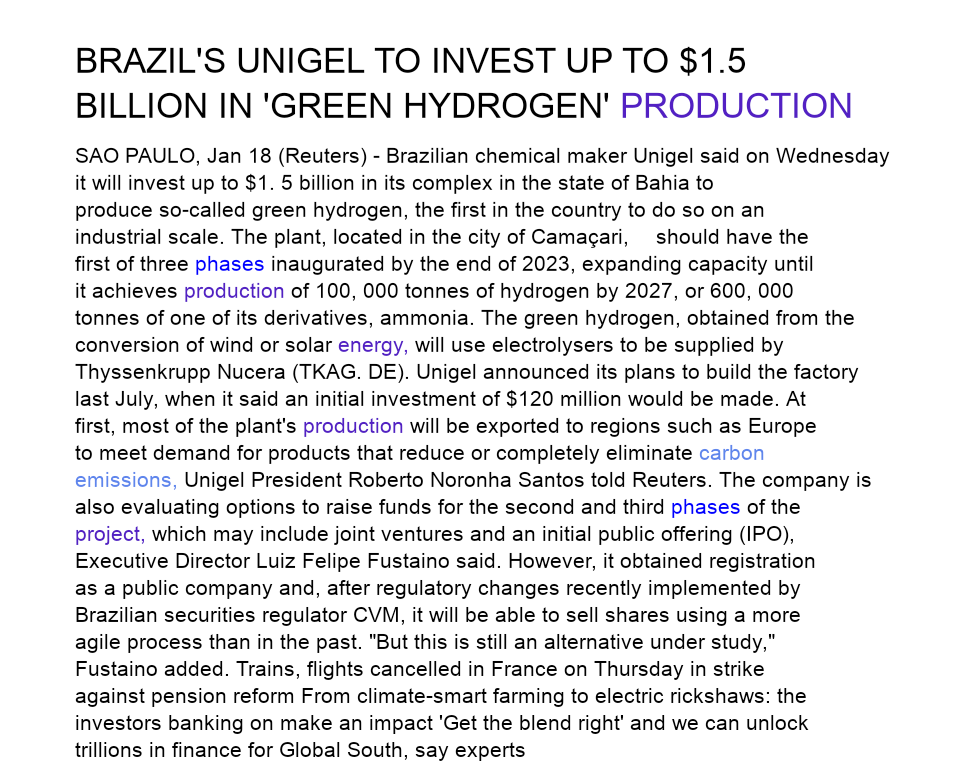 BRAZIL'S UNIGEL TO INVEST UP TO $1.5
BILLION IN 'GREEN HYDROGEN' PRODUCTION
SAO PAULO, Jan 18 (Reuters) - Brazilian chemical maker Unigel said on Wednesday
it will invest up to $1. 5 billion in its complex in the state of Bahia to
produce so-called green hydrogen, the first in the country to do so on an
industrial scale. The plant, located in the city of Camaçari, should have the
first of three phases inaugurated by the end of 2023, expanding capacity until
it achieves production of 100, 000 tonnes of hydrogen by 2027, or 600, 000
tonnes of one of its derivatives, ammonia. The green hydrogen, obtained from the
conversion of wind or solar energy, will use electrolysers to be supplied by
Thyssenkrupp Nucera (TKAG. DE). Unigel announced its plans to build the factory
last July, when it said an initial investment of $120 million would be made. At
first, most of the plant's production will be exported to regions such as Europe
to meet demand for products that reduce or completely eliminate carbon
emissions, Unigel President Roberto Noronha Santos told Reuters. The company is
also evaluating options to raise funds for the second and third phases of the
project, which may include joint ventures and an initial public offering (IPO),
Executive Director Luiz Felipe Fustaino said. However, it obtained registration
as a public company and, after regulatory changes recently implemented by
Brazilian securities regulator CVM, it will be able to sell shares using a more
agile process than in the past. "But this is still an alternative under study,"
Fustaino added. Trains, flights cancelled in France on Thursday in strike
against pension reform From climate-smart farming to electric rickshaws: the
investors banking on make an impact 'Get the blend right' and we can unlock
trillions in finance for Global South, say experts